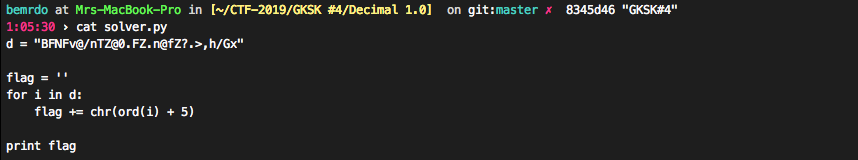 bemrdo at Mrs-MacBook-Pro in [~/CTF-2019/GKSK #4/Decimal 1.0]  on git:master ✗  8345d46 "GKSK#4"
1:05:30 › cat solver.py
d = "BFNFv@/nTZ@0.FZ.n@fZ?.>,h/Gx"

flag = ''
for i in d:
    flag += chr(ord(i) + 5)

print flag